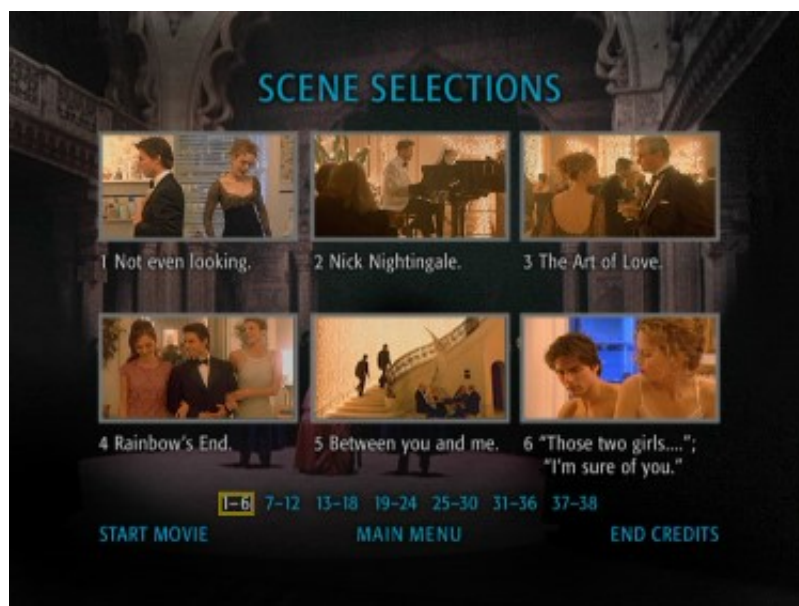 SCENE SELECTIONS
1 Not even looking.
2 Nick Nightingale.
3 The Art of Love.
4 Rainbow's End.
5 Between you and me.
6 "Those two girls....";
"I'm sure of you."
1–6 7–12 13–18 19–24 25–30 31–36 37–38
START MOVIE MAIN MENU END CREDITS